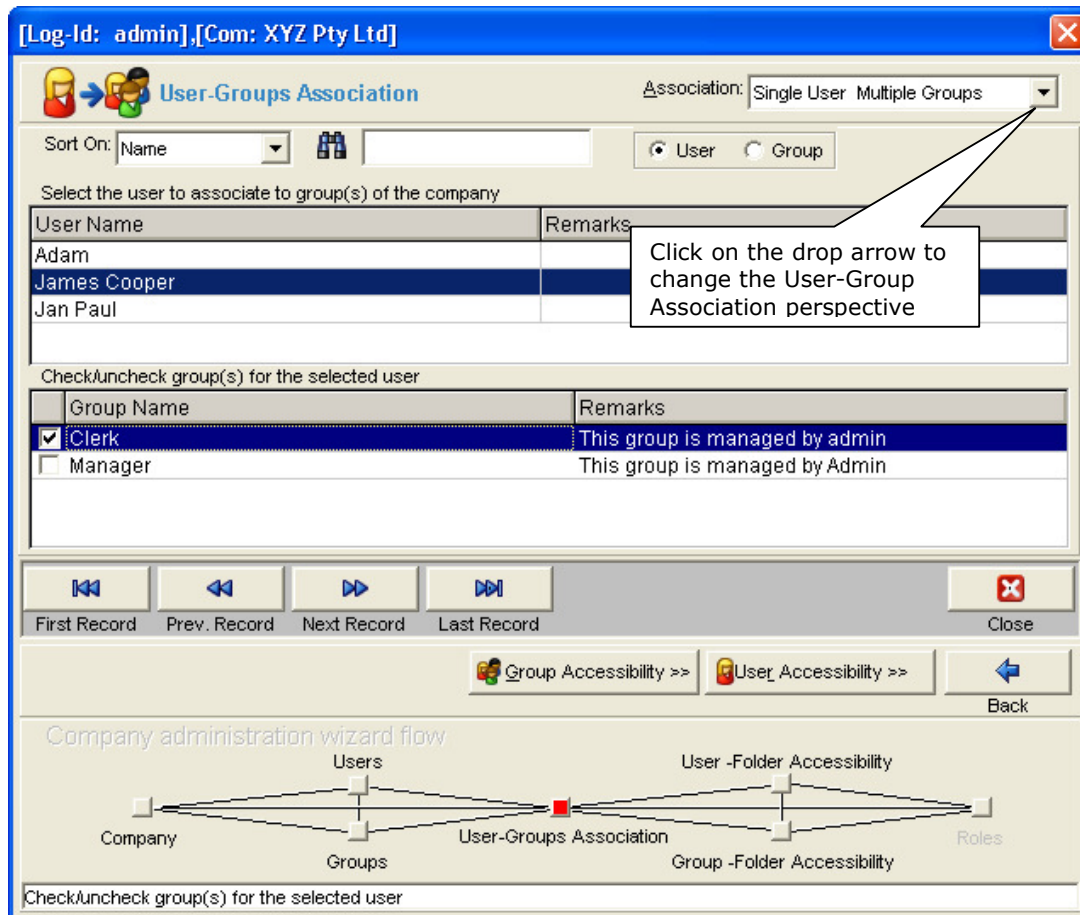 [Log-Id: admin],[Com: XYZ Pty Ltd]
User-Groups Association
Association: Single User Multiple Groups
Sort On: Name
User Group
Select the user to associate to group(s) of the company
User Name Remarks
Adam
James Cooper
Jan Paul
Click on the drop arrow to
change the User-Group
Association perspective
Check/uncheck group(s) for the selected user
Group Name Remarks
Clerk This group is managed by admin
Manager This group is managed by Admin
First Record Prev. Record Next Record Last Record Close
Group Accessibility >> User Accessibility >>
Back
Company administration wizard flow
Users User -Folder Accessibility
Company User-Groups Association Roles
Groups Group -Folder Accessibility
Check/uncheck group(s) for the selected user